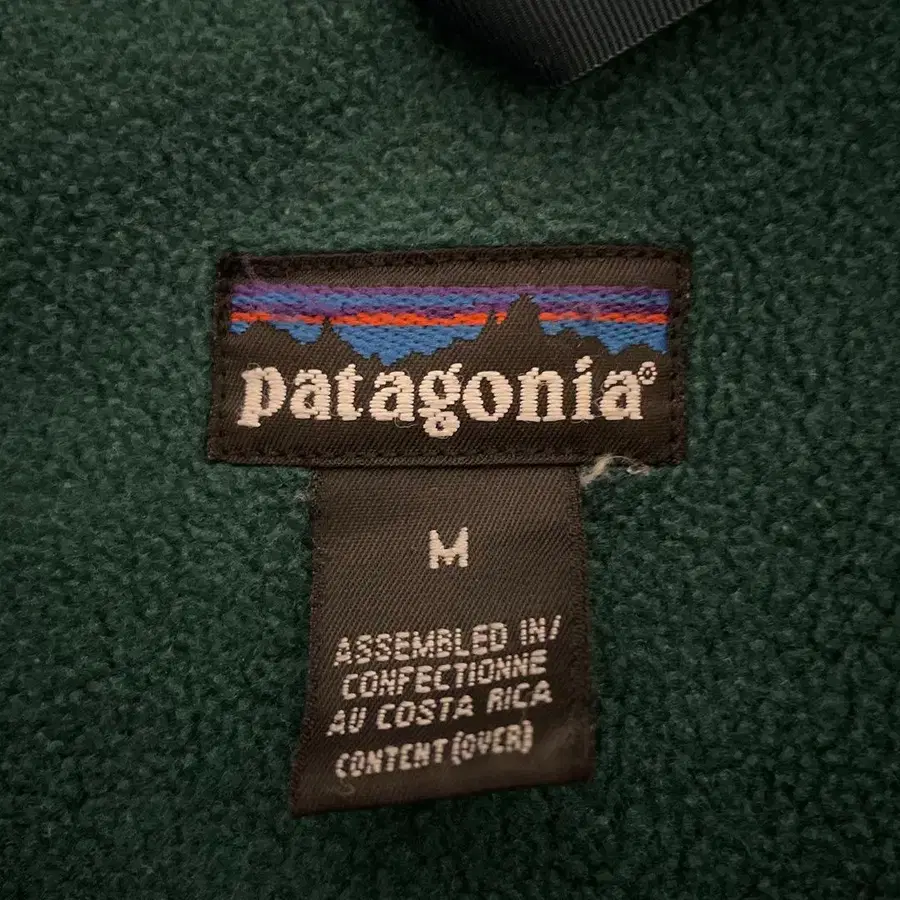 patagonia®
M
ASSEMBLED IN/
CONFECTIONNE
AU COSTA RICA
CONTENT (OVER)